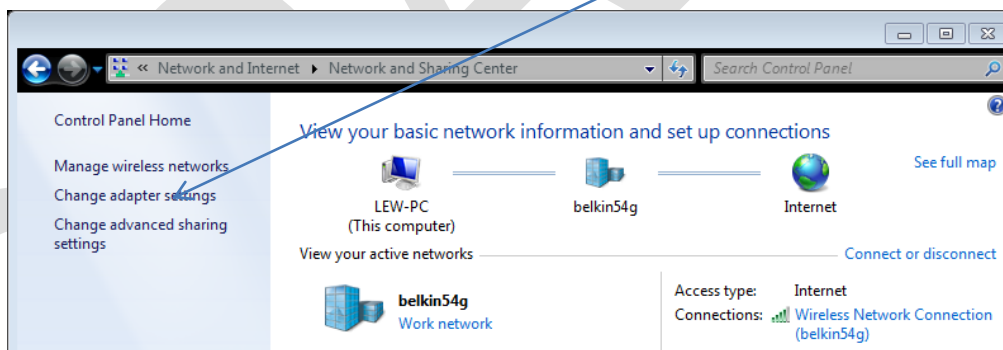 « Network and Internet ▸ Network and Sharing Center
Search Control Panel
Control Panel Home
Manage wireless networks
Change adapter settings
Change advanced sharing
settings
View your basic network information and set up connections
See full map
LEW-PC
(This computer)
belkin54g
Internet
View your active networks
Connect or disconnect
belkin54g
Work network
Access type: Internet
Connections: Wireless Network Connection
(belkin54g)